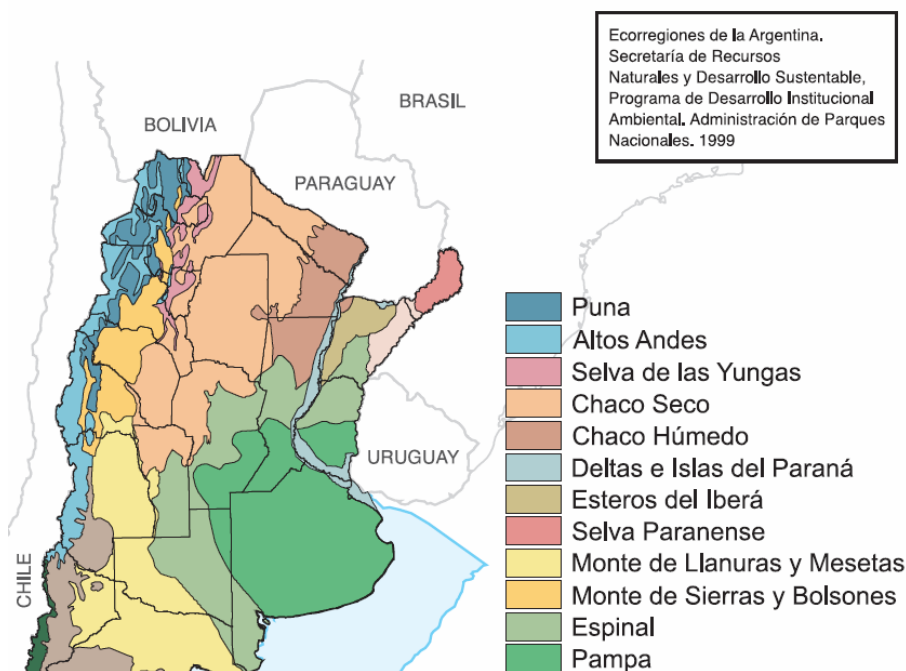 Ecorregiones de la Argentina.
Secretaría de Recursos
Naturales y Desarrollo Sustentable,
Programa de Desarrollo Institucional
Ambiental. Administración de Parques
Nacionales. 1999
BRASIL
BOLIVIA
PARAGUAY
URUGUAY
CHILE
Puna
Altos Andes
Selva de las Yungas
Chaco Seco
Chaco Húmedo
Deltas e Islas del Paraná
Esteros del Iberá
Selva Paranense
Monte de Llanuras y Mesetas
Monte de Sierras y Bolsones
Espinal
Pampa